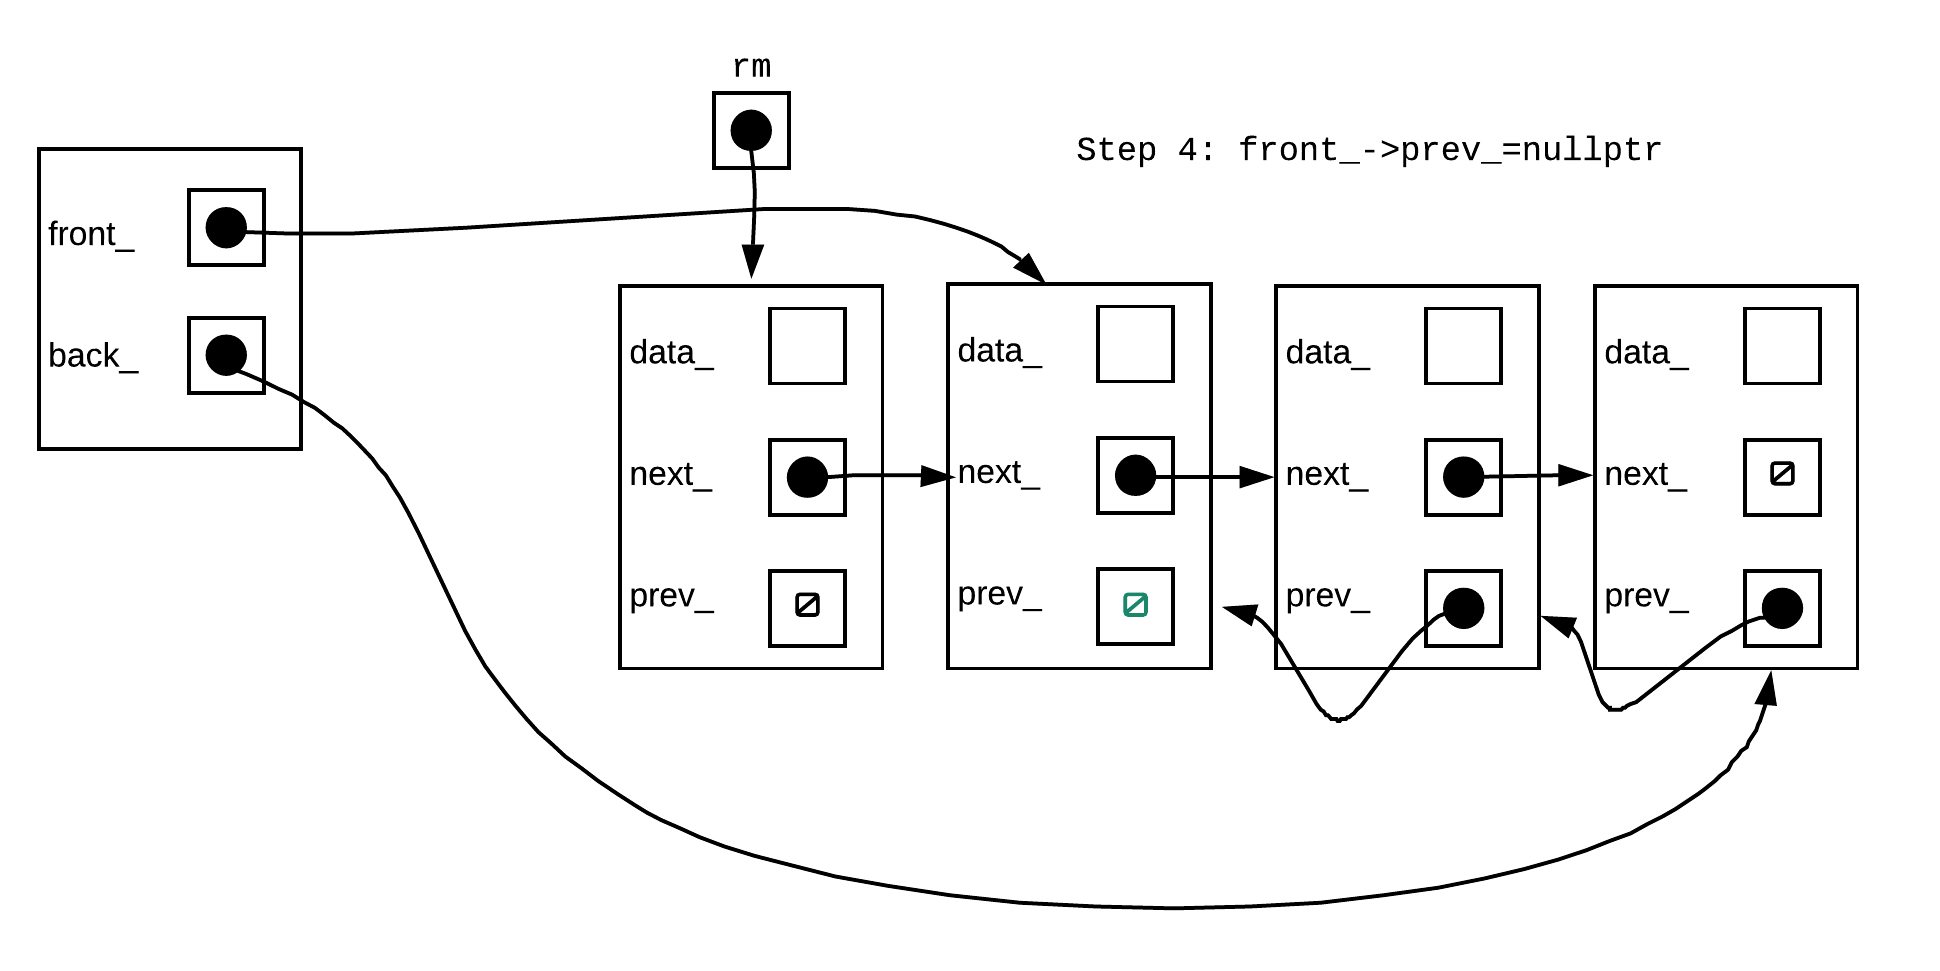 rm
Step 4: front_->prev_=nullptr
front_
back_
data_
next_
prev_
data_
next_
prev_
data_
next_
prev_
data_
next_
prev_